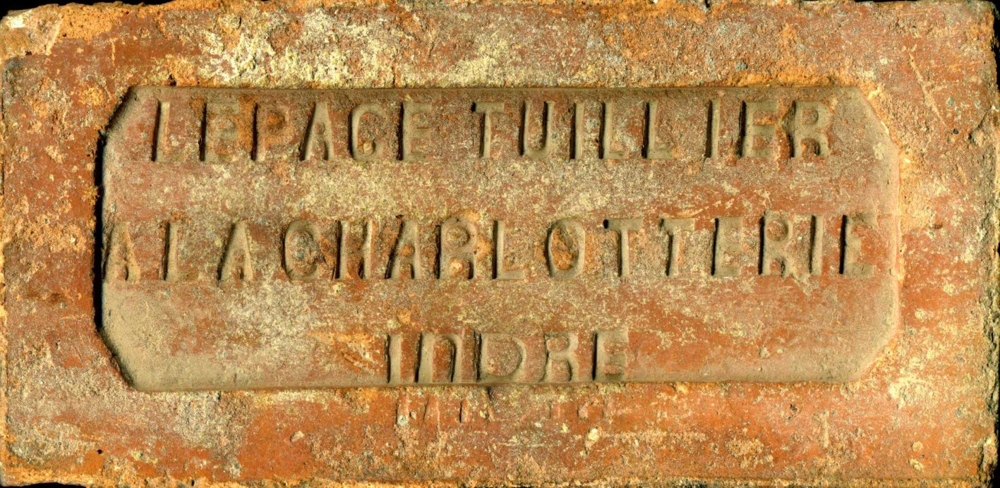 LEPAGE TUILLIER
A LA CHARLOTTERIE
INDRE